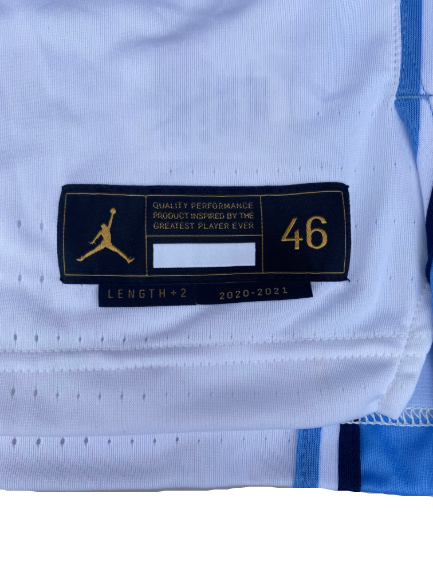 QUALITY PERFORMANCE
PRODUCT INSPIRED BY THE
GREATEST PLAYER EVER
46
LENGTH +2 2020-2021